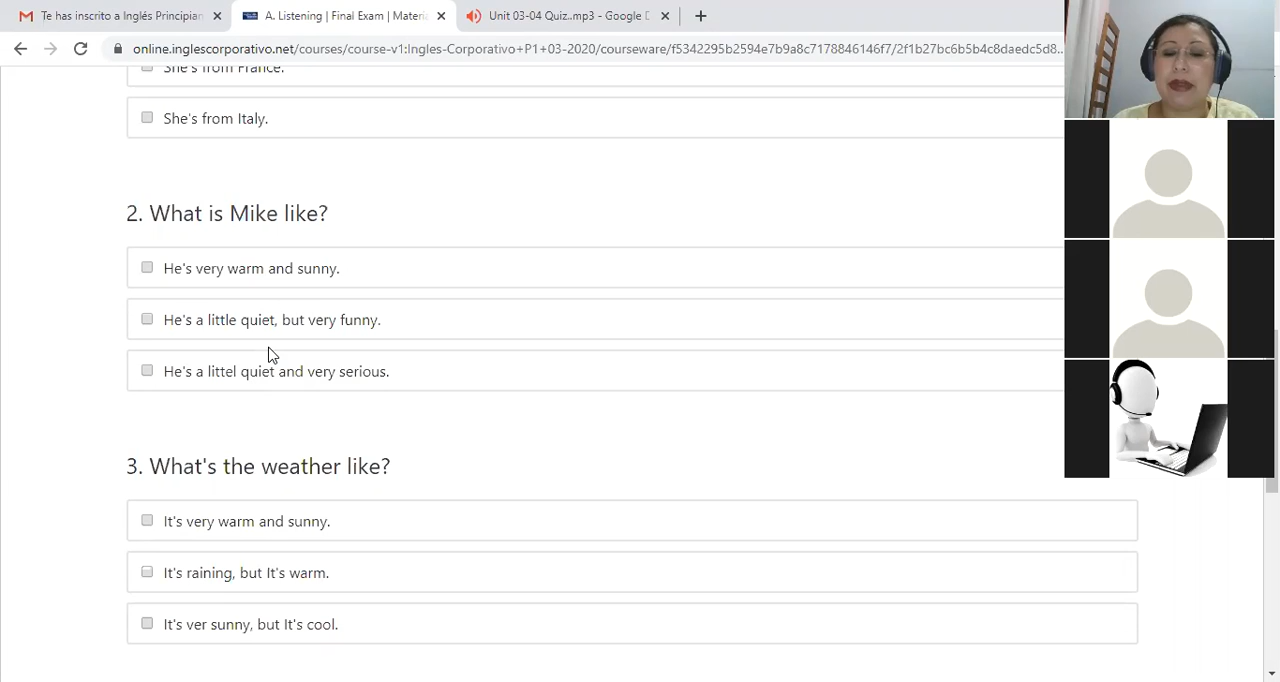 Te has inscrito a Inglés Principian
A. Listening | Final Exam | Materi
Unit 03-04 Quiz..mp3 - Google D
online.inglescorporativo.net/courses/course-v1:Ingles-Corporativo+P1+03-2020/courseware/f5342295b2594e7b9a8c7178846146f7/2f1b27bc6b5b4c8daedc5d8...
She's from France.
She's from Italy.
2. What is Mike like?
He's very warm and sunny.
He's a little quiet, but very funny.
He's a littel quiet and very serious.
3. What's the weather like?
It's very warm and sunny.
It's raining, but It's warm.
It's ver sunny, but It's cool.